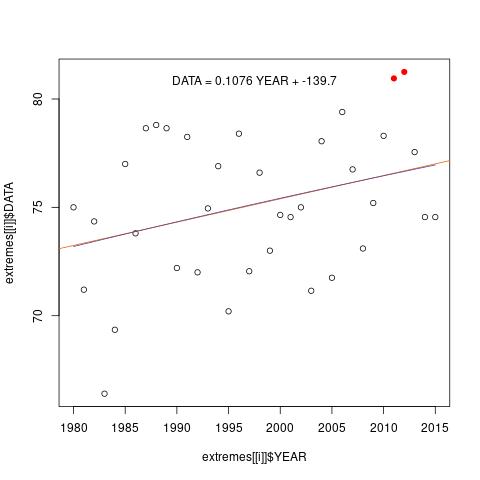 DATA = 0.1076 YEAR + -139.7
extremes[[i]]$DATA
80
75
70
1980 1985 1990 1995 2000 2005 2010 2015
extremes[[i]]$YEAR